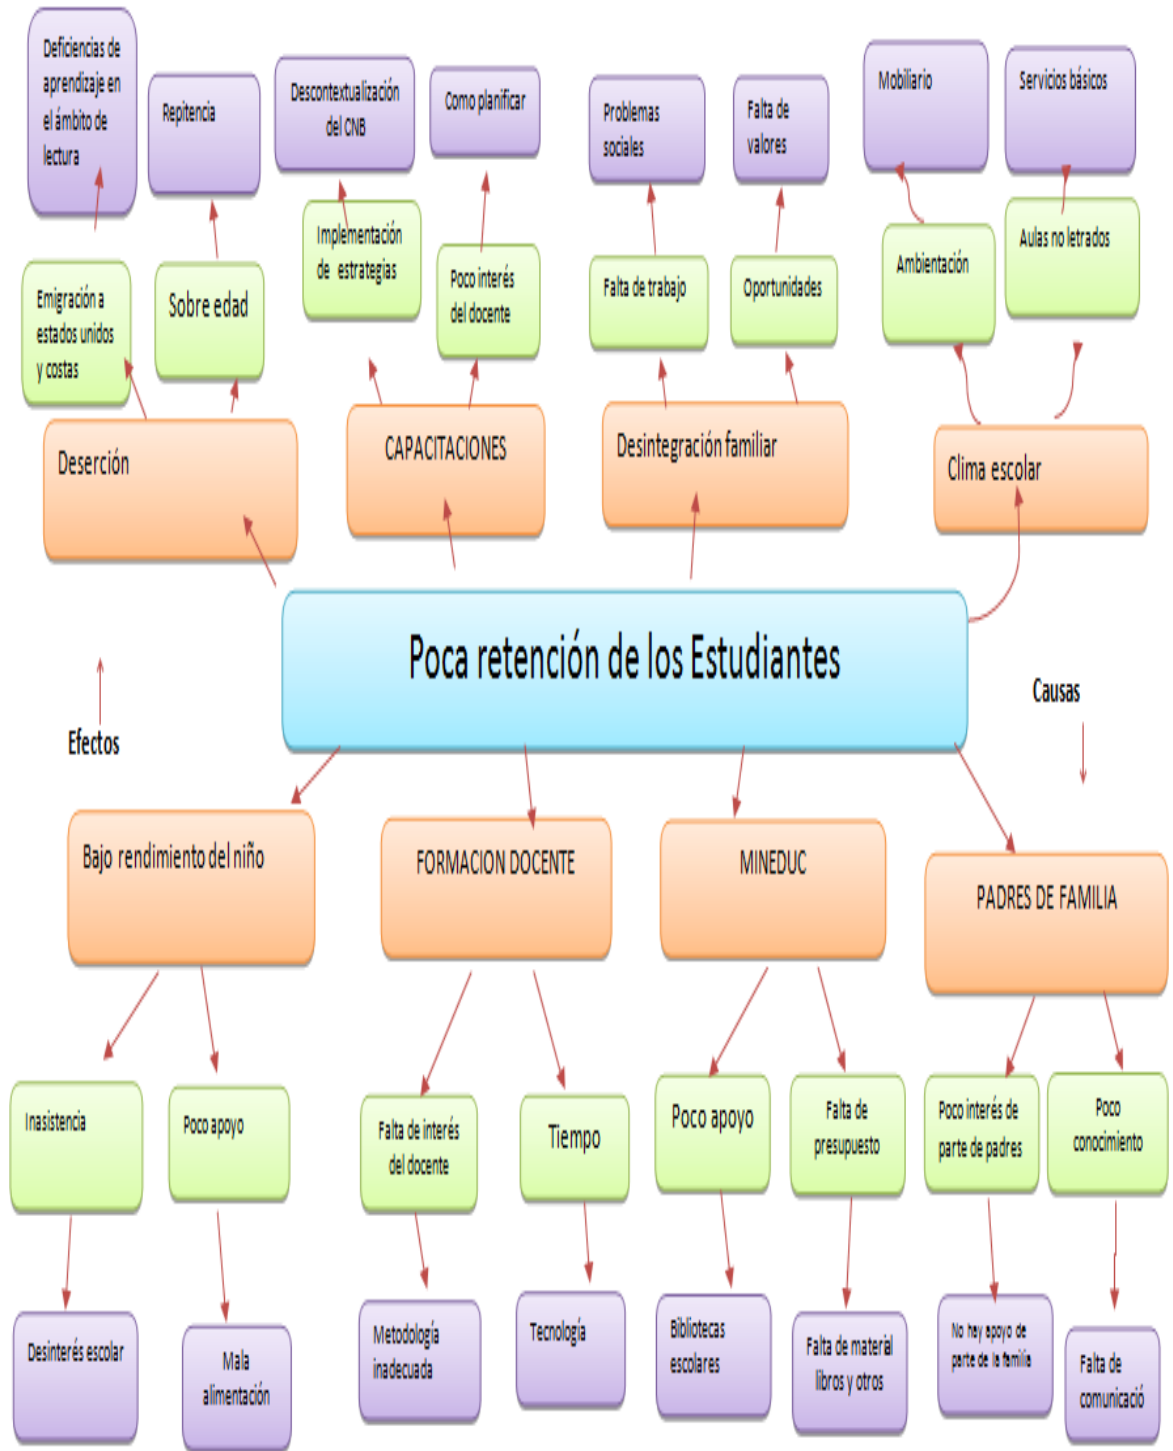 Deficiencias de
aprendizaje en
el ámbito de
lectura
Repitencia
Descontextualización
del CNB
Como planificar
Problemas
sociales
Falta de
valores
Mobiliario
Servicios básicos
Emigración a
estados unidos
y costas
Sobre edad
Implementación
de estrategias
Poco interés
del docente
Falta de trabajo
Oportunidades
Ambientación
Aulas no letrados
Deserción
CAPACITACIONES
Desintegración familiar
Clima escolar
Poca retención de los Estudiantes
Efectos
Causas
Bajo rendimiento del niño
FORMACION DOCENTE
MINEDUC
PADRES DE FAMILIA
Inasistencia
Poco apoyo
Falta de interés
del docente
Tiempo
Poco apoyo
Falta de
presupuesto
Poco interés de
parte de padres
Poco
conocimiento
Desinterés escolar
Mala
alimentación
Metodología
inadecuada
Tecnología
Bibliotecas
escolares
Falta de material
libros y otros
No hay apoyo de
parte de la familia
Falta de
comunicació